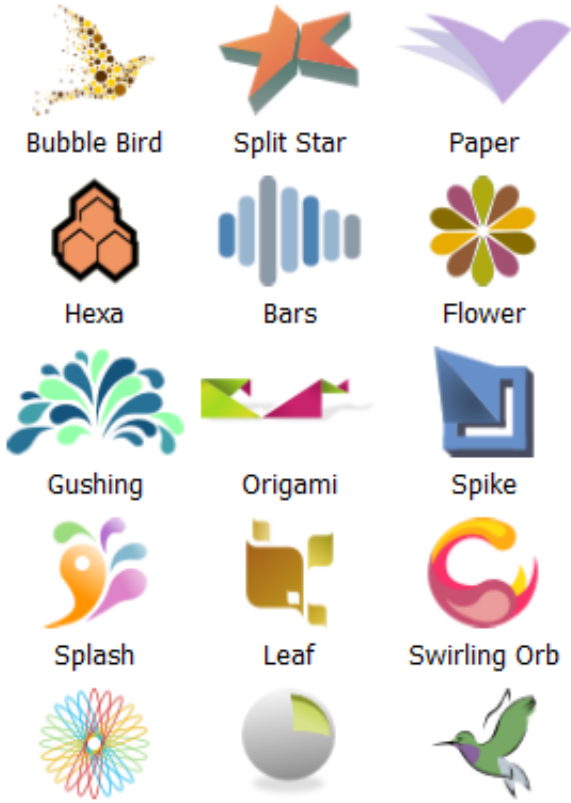 Bubble Bird
Split Star
Paper
Hexa
Bars
Flower
Gushing
Origami
Spike
Splash
Leaf
Swirling Orb